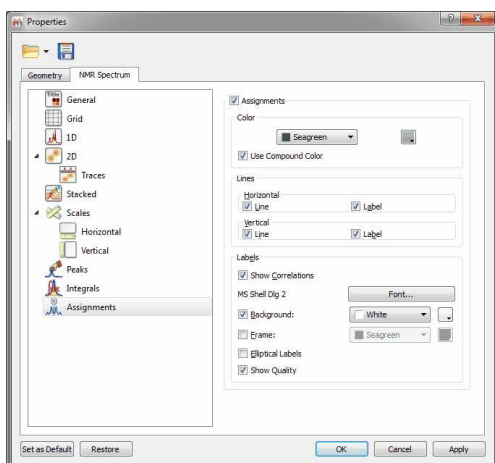 Properties
Geometry NMR Spectrum
Title
General
Grid
1D
2D
Traces
Stacked
Scales
Horizontal
Vertical
Peaks
Integrals
Assignments
Assignments
Color
Seagreen
Use Compound Color
Lines
Horizontal
Line Label
Vertical
Line Label
Labels
Show Correlations
MS Shell Dlg 2 Font...
Background: White
Frame: Seagreen
Elliptical Labels
Show Quality
Set as Default Restore OK Cancel Apply